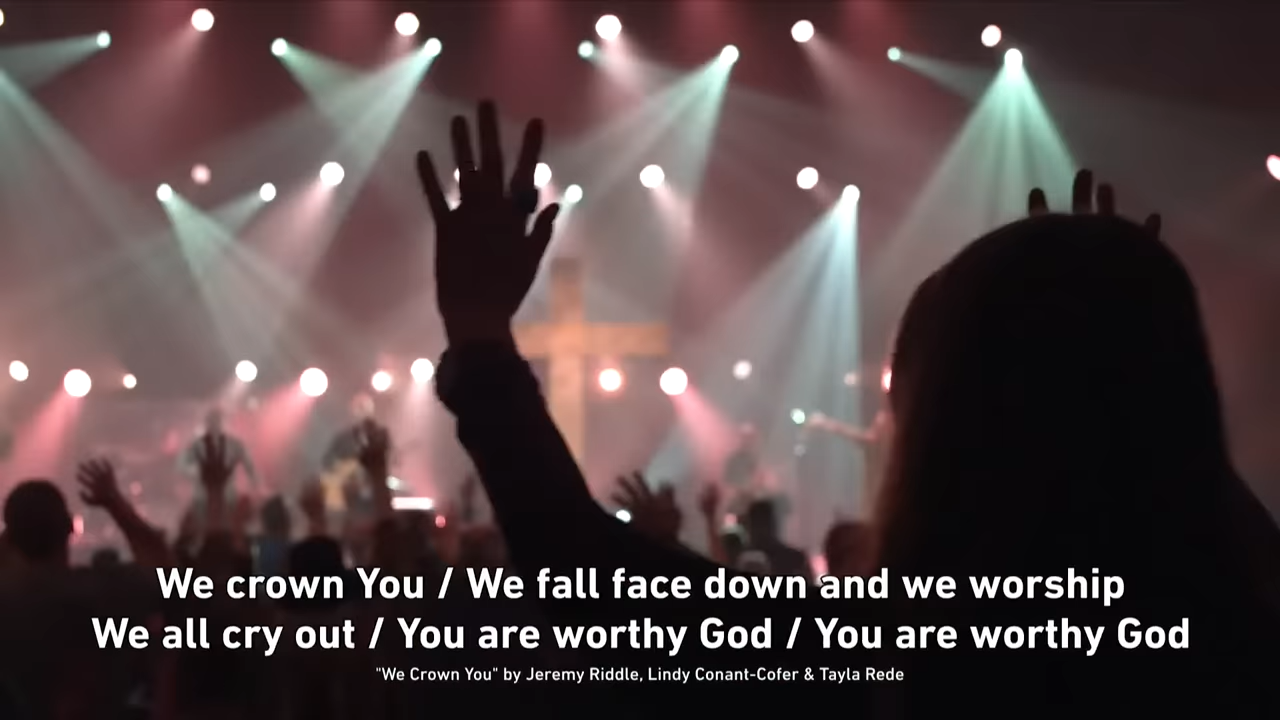 We crown You / We fall face down and we worship
We all cry out / You are worthy God / You are worthy God
"We Crown You" by Jeremy Riddle, Lindy Conant-Cofer & Tayla Rede